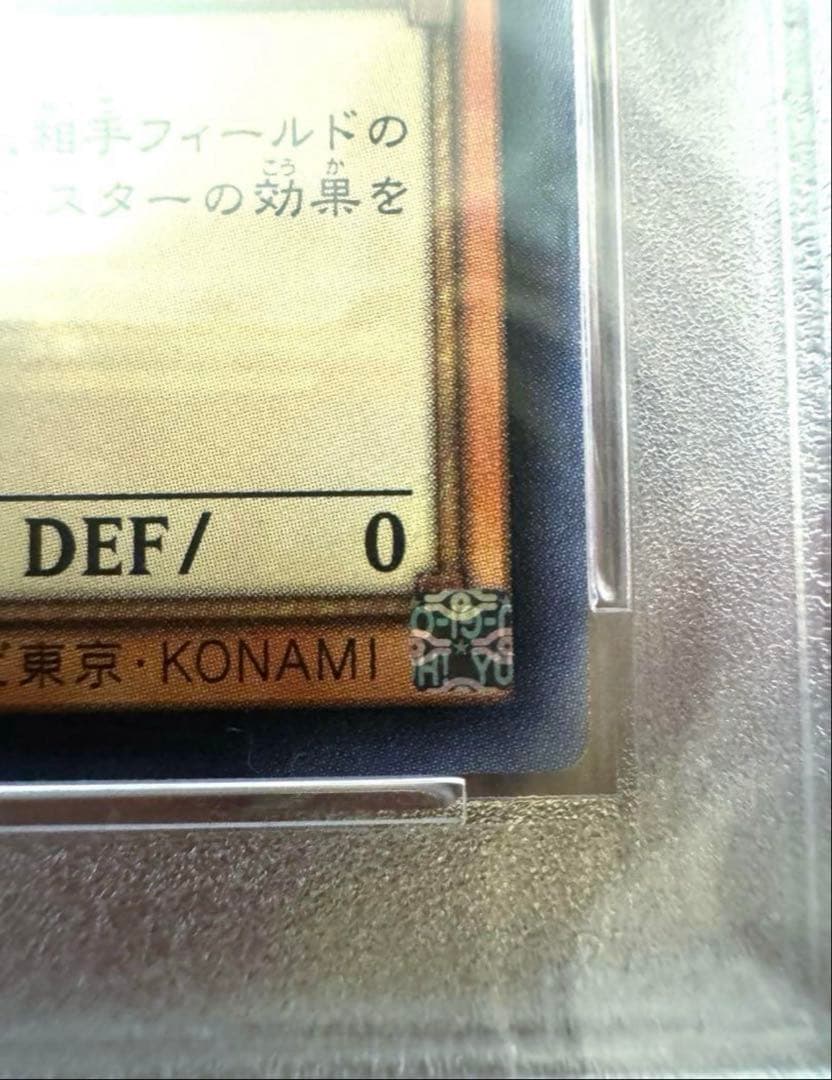 相手フィールドの
スターの効果を
こうか
DEF/ 0
東京・KONAMI